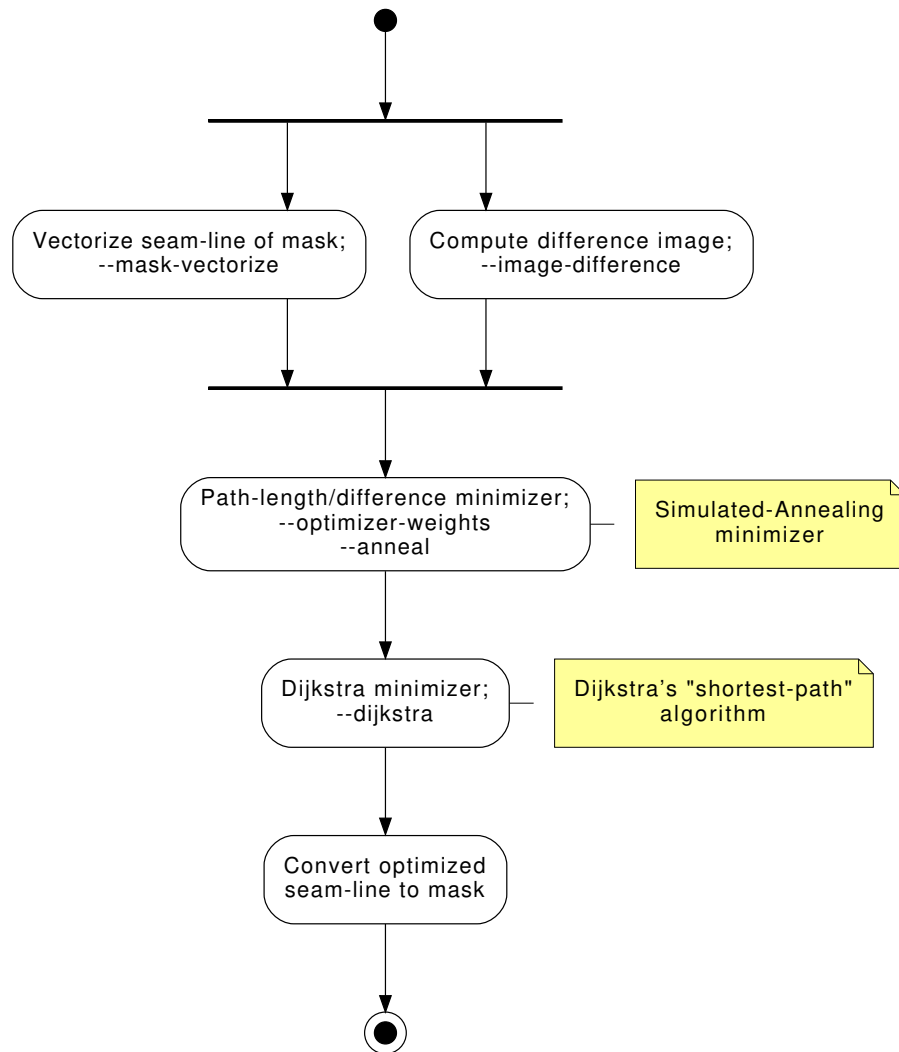 Vectorize seam-line of mask;
--mask-vectorize
Compute difference image;
--image-difference
Path-length/difference minimizer;
--optimizer-weights
--anneal
Simulated-Annealing
minimizer
Dijkstra minimizer;
--dijkstra
Dijkstra's "shortest-path"
algorithm
Convert optimized
seam-line to mask